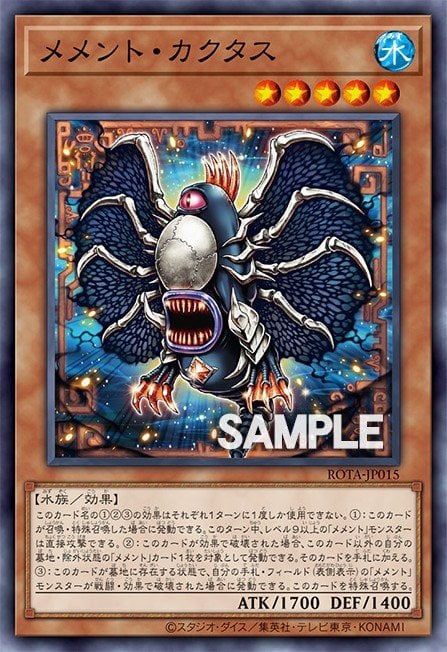 メメント・カクタス
水
SAMPLE
ROTA-JP015
【水族／効果】
このカード名の①②③の効果はそれぞれ1ターンに1度しか使用できない。①：このカード
が召喚・特殊召喚した場合に発動できる。このターン中、レベル9以上の「メメント」モンスター
は直接攻撃できる。②：このカードが効果で破壊された場合、このカード以外の自分の
墓地・除外状態の「メメント」カード1枚を対象として発動できる。そのカードを手札に加える。
③：このカードが墓地に存在する状態で、自分の手札・フィールド（表側表示）の「メメント」
モンスターが戦闘・効果で破壊された場合に発動できる。このカードを特殊召喚する。
ATK/1700 DEF/1400
©スタジオ・ダイス／集英社・テレビ東京・KONAMI